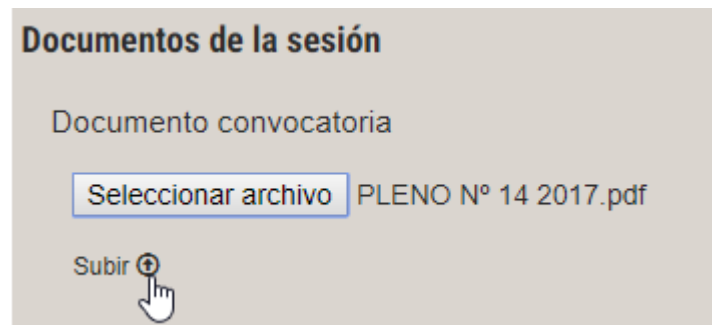 Documentos de la sesión
Documento convocatoria
Seleccionar archivo PLENO Nº 14 2017.pdf
Subir